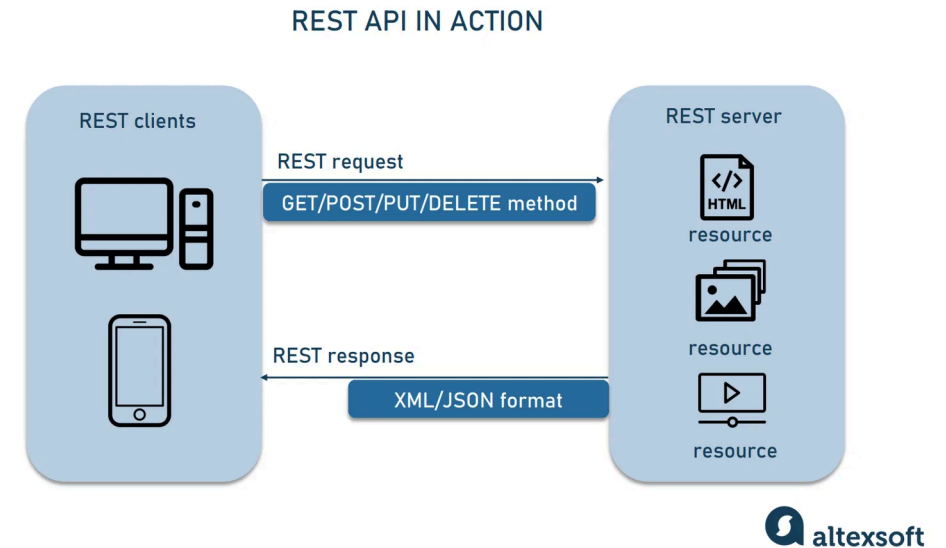 REST API IN ACTION
REST clients
REST request
GET/POST/PUT/DELETE method
REST response
XML/JSON format
REST server
</>
HTML
resource
resource
resource
altexsoft